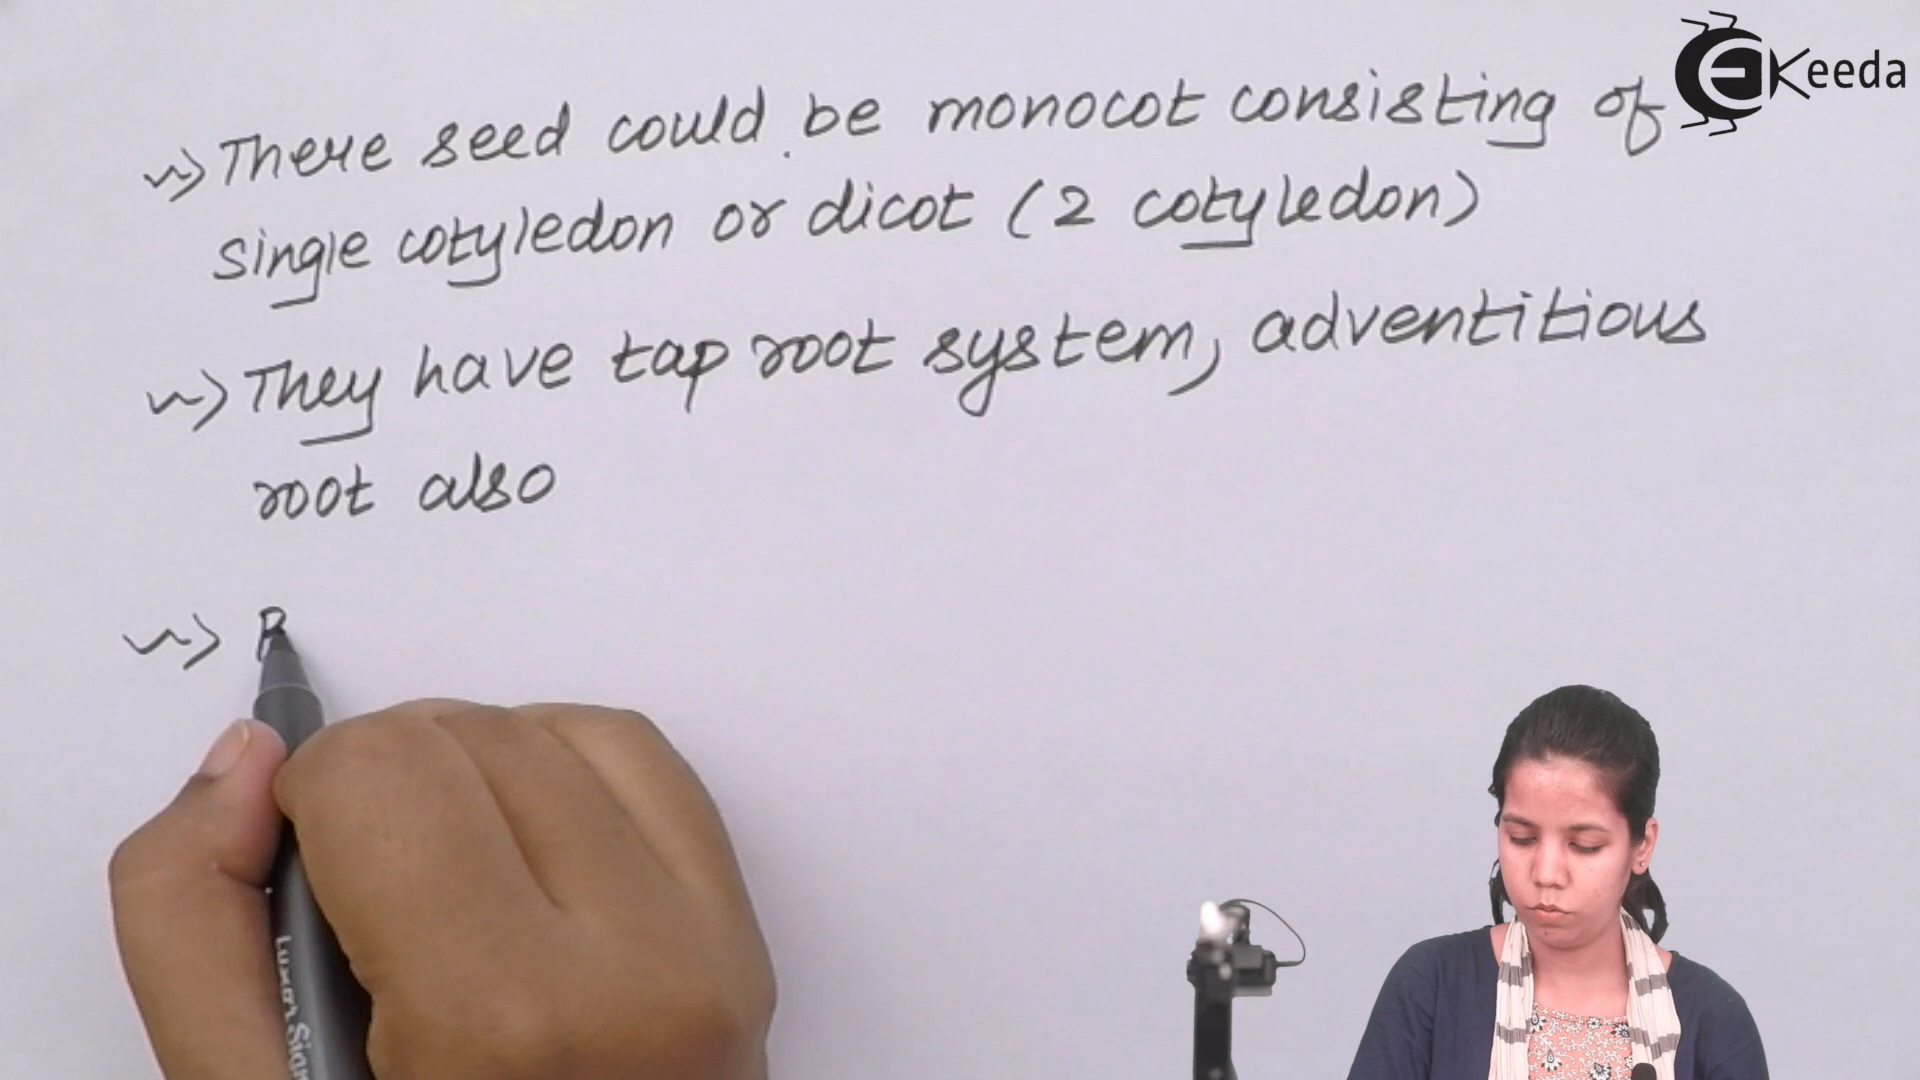 Keeda
⇝ There seed could be monocot consisting of
single cotyledon or dicot (2 cotyledon)
⇝ They have tap root system, adventitious
root also
⇝